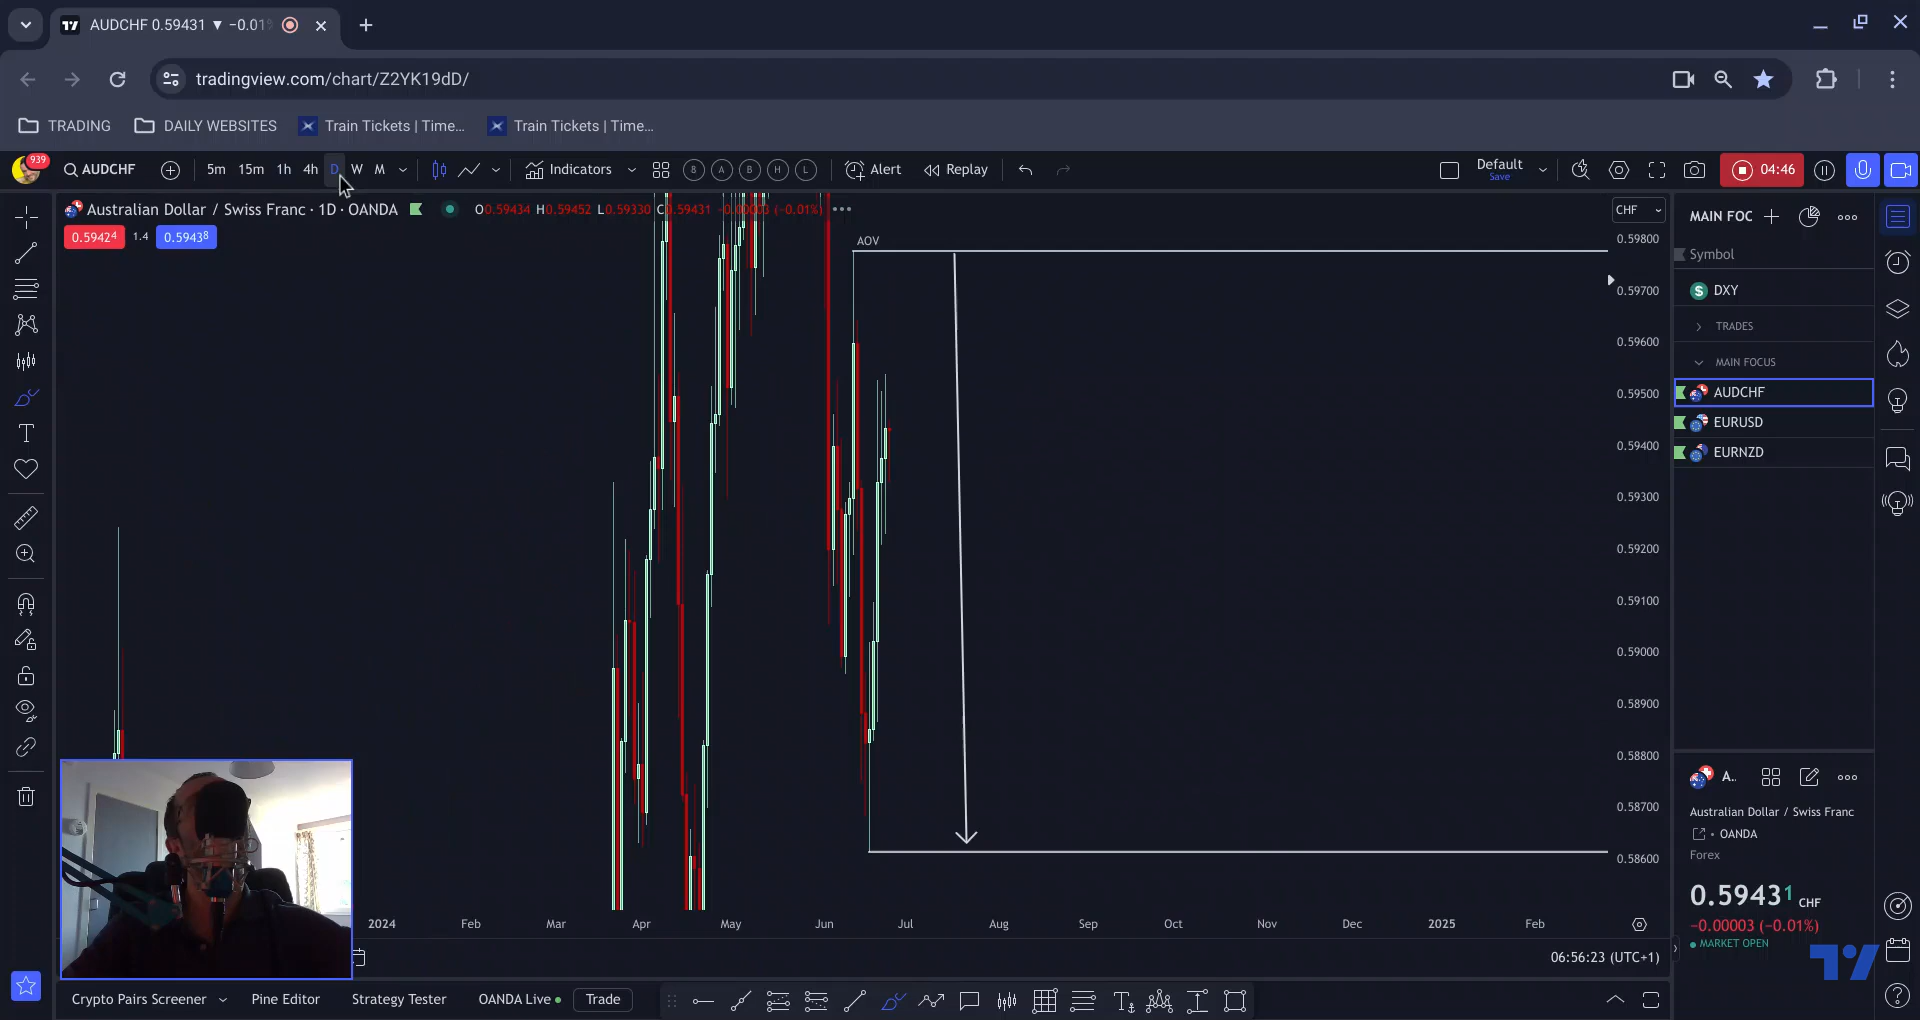 AUDCHF 0.59431 ▼ −0.01%
tradingview.com/chart/Z2YK19dD/
TRADING
DAILY WEBSITES
Train Tickets | Time...
Train Tickets | Time...
939
AUDCHF
5m 15m 1h 4h D W M
Indicators
8 A B H L
Alert
Replay
Default
Save
04:46
Australian Dollar / Swiss Franc · 1D · OANDA
O0.59434 H0.59452 L0.59330 C0.59431 −0.00003 (−0.01%)
0.59424 1.4 0.59438
AOV
CHF
0.59800
0.59700
0.59600
0.59500
0.59400
0.59300
0.59200
0.59100
0.59000
0.58900
0.58800
0.58700
0.58600
2024 Feb Mar Apr May Jun Jul Aug Sep Oct Nov Dec 2025 Feb
06:56:23 (UTC+1)
MAIN FOC
Symbol
DXY
TRADES
MAIN FOCUS
AUDCHF
EURUSD
EURNZD
A..
Australian Dollar / Swiss Franc
OANDA
Forex
0.59431 CHF
−0.00003 (−0.01%)
MARKET OPEN
Crypto Pairs Screener
Pine Editor
Strategy Tester
OANDA Live
Trade